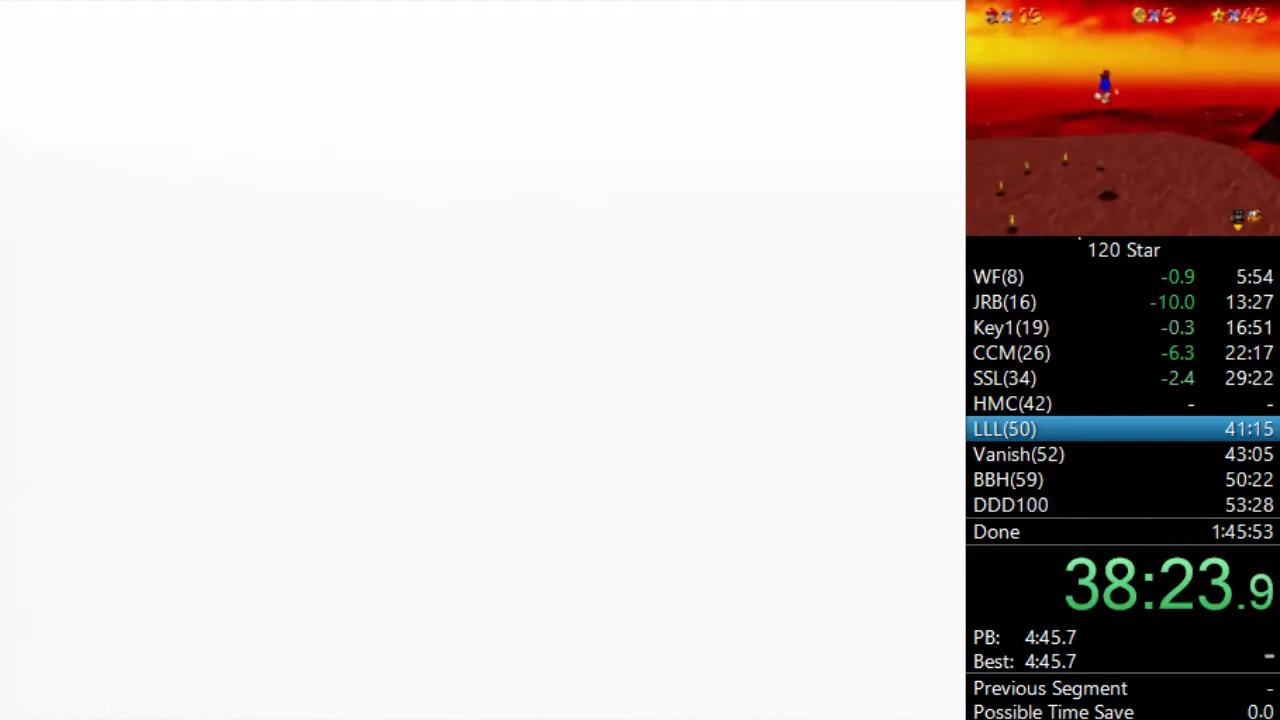 x 15 x5 x45
120 Star
WF(8) -0.9 5:54
JRB(16) -10.0 13:27
Key1(19) -0.3 16:51
CCM(26) -6.3 22:17
SSL(34) -2.4 29:22
HMC(42) - -
LLL(50) 41:15
Vanish(52) 43:05
BBH(59) 50:22
DDD100 53:28
Done 1:45:53
38:23.9
PB: 4:45.7
Best: 4:45.7 -
Previous Segment -
Possible Time Save 0.0